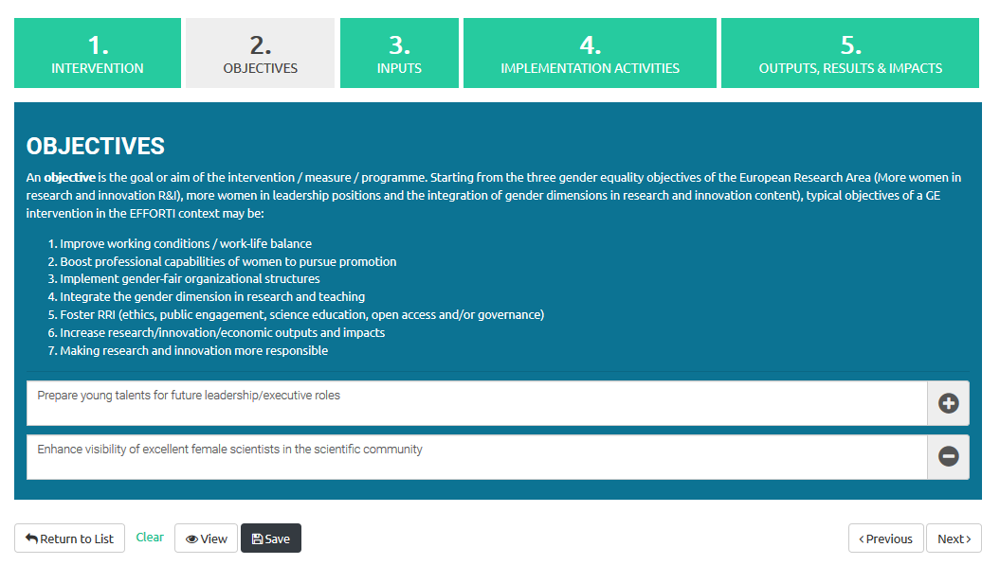 1.
INTERVENTION
2.
OBJECTIVES
3.
INPUTS
4.
IMPLEMENTATION ACTIVITIES
5.
OUTPUTS, RESULTS & IMPACTS
OBJECTIVES
An objective is the goal or aim of the intervention / measure / programme. Starting from the three gender equality objectives of the European Research Area (More women in
research and innovation R&I), more women in leadership positions and the integration of gender dimensions in research and innovation content), typical objectives of a GE
intervention in the EFFORTI context may be:
1. Improve working conditions / work-life balance
2. Boost professional capabilities of women to pursue promotion
3. Implement gender-fair organizational structures
4. Integrate the gender dimension in research and teaching
5. Foster RRI (ethics, public engagement, science education, open access and/or governance)
6. Increase research/innovation/economic outputs and impacts
7. Making research and innovation more responsible
Prepare young talents for future leadership/executive roles
Enhance visibility of excellent female scientists in the scientific community
Return to List Clear View Save Previous Next